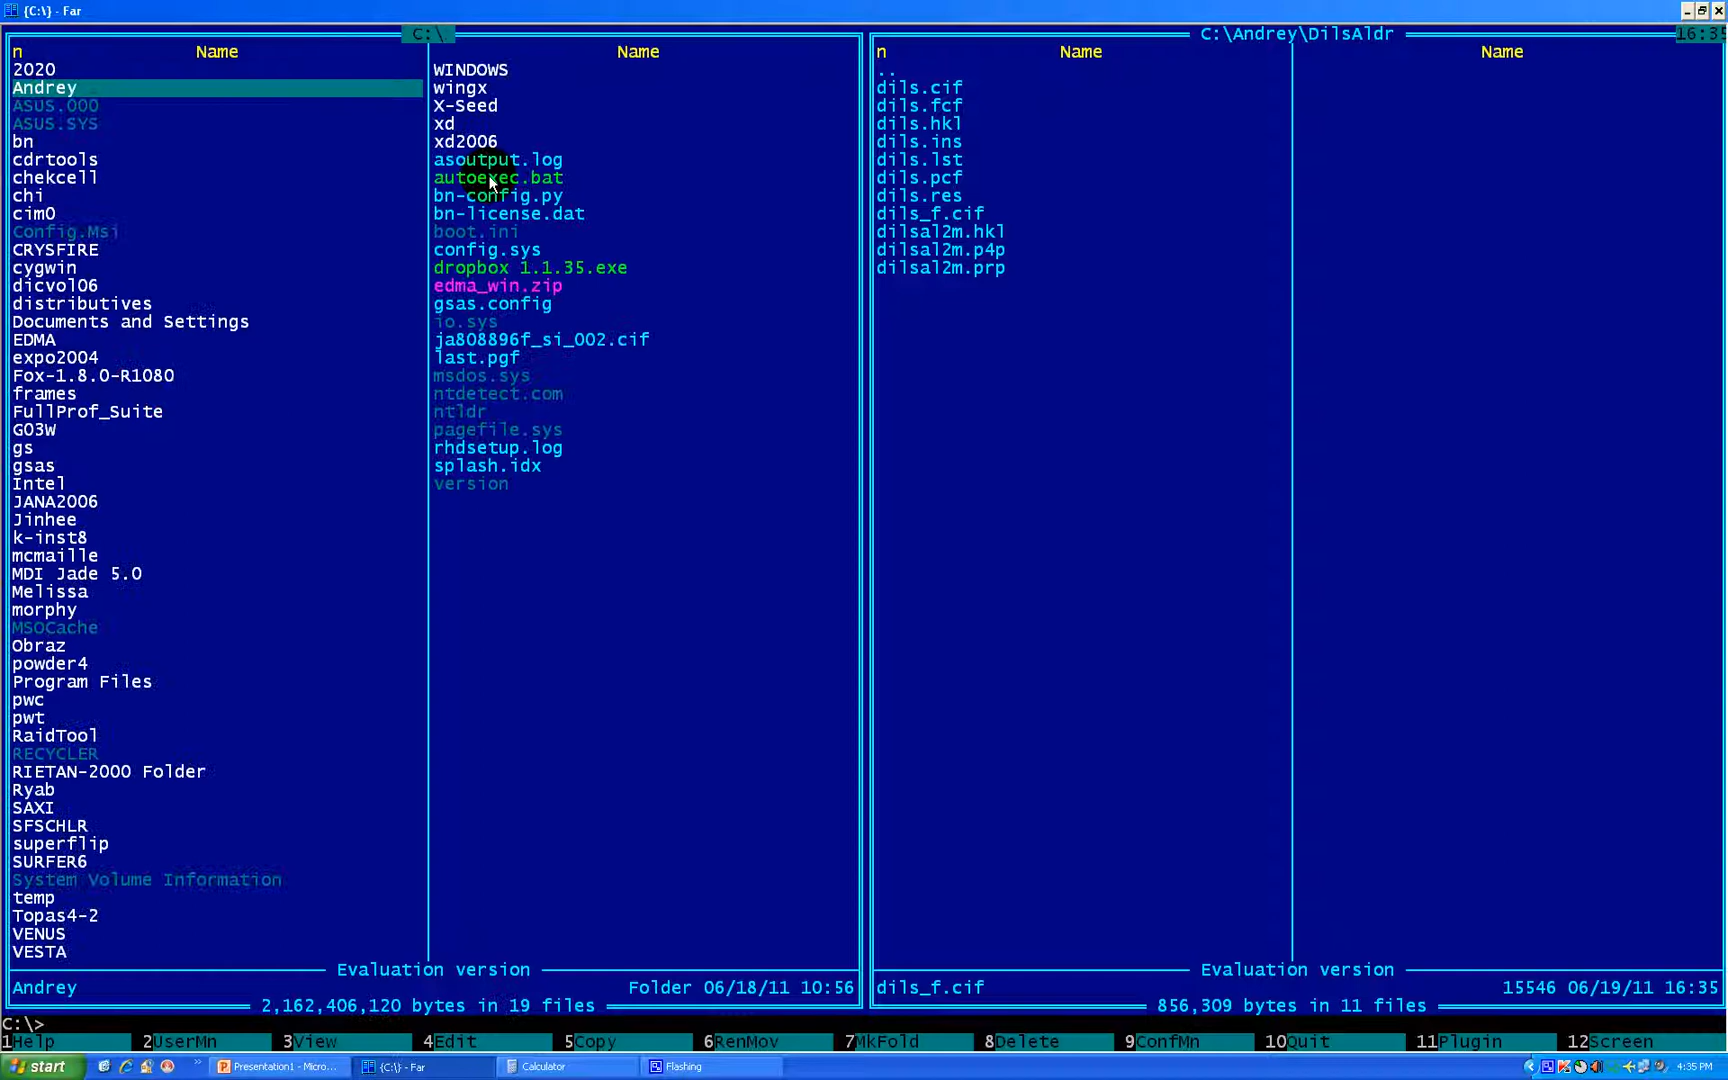 {C:\} - Far
C:\
C:\Andrey\DilsAldr
n Name Name
n Name Name
2020
Andrey
ASUS.000
ASUS.SYS
bn
cdrtools
chekcell
chi
cim0
Config.Msi
CRYSFIRE
cygwin
dicvol06
distributives
Documents and Settings
EDMA
expo2004
Fox-1.8.0-R1080
frames
FullProf_Suite
G03W
gs
gsas
Intel
JANA2006
Jinhee
k-inst8
mcmaille
MDI Jade 5.0
Melissa
morphy
MSOCache
Obraz
powder4
Program Files
pwc
pwt
RaidTool
RECYCLER
RIETAN-2000 Folder
Ryab
SAXI
SFSCHLR
superflip
SURFER6
System Volume Information
temp
Topas4-2
VENUS
VESTA
WINDOWS
wingx
X-Seed
xd
xd2006
asoutput.log
autoexec.bat
bn-config.py
bn-license.dat
boot.ini
config.sys
dropbox 1.1.35.exe
edma_win.zip
gsas.config
io.sys
ja808896f_si_002.cif
last.pgf
msdos.sys
ntdetect.com
ntldr
pagefile.sys
rhdsetup.log
splash.idx
version
..
dils.cif
dils.fcf
dils.hkl
dils.ins
dils.lst
dils.pcf
dils.res
dils_f.cif
dilsal2m.hkl
dilsal2m.p4p
dilsal2m.prp
Evaluation version
Andrey Folder 06/18/11 10:56
2,162,406,120 bytes in 19 files
Evaluation version
dils_f.cif 15546 06/19/11 16:35
856,309 bytes in 11 files
C:\>
1Help 2UserMn 3View 4Edit 5Copy 6RenMov 7MkFold 8Delete 9ConfMn 10Quit 11Plugin 12Screen
start Presentation1 - Micro... {C:\} - Far Calculator Flashing 4:35 PM